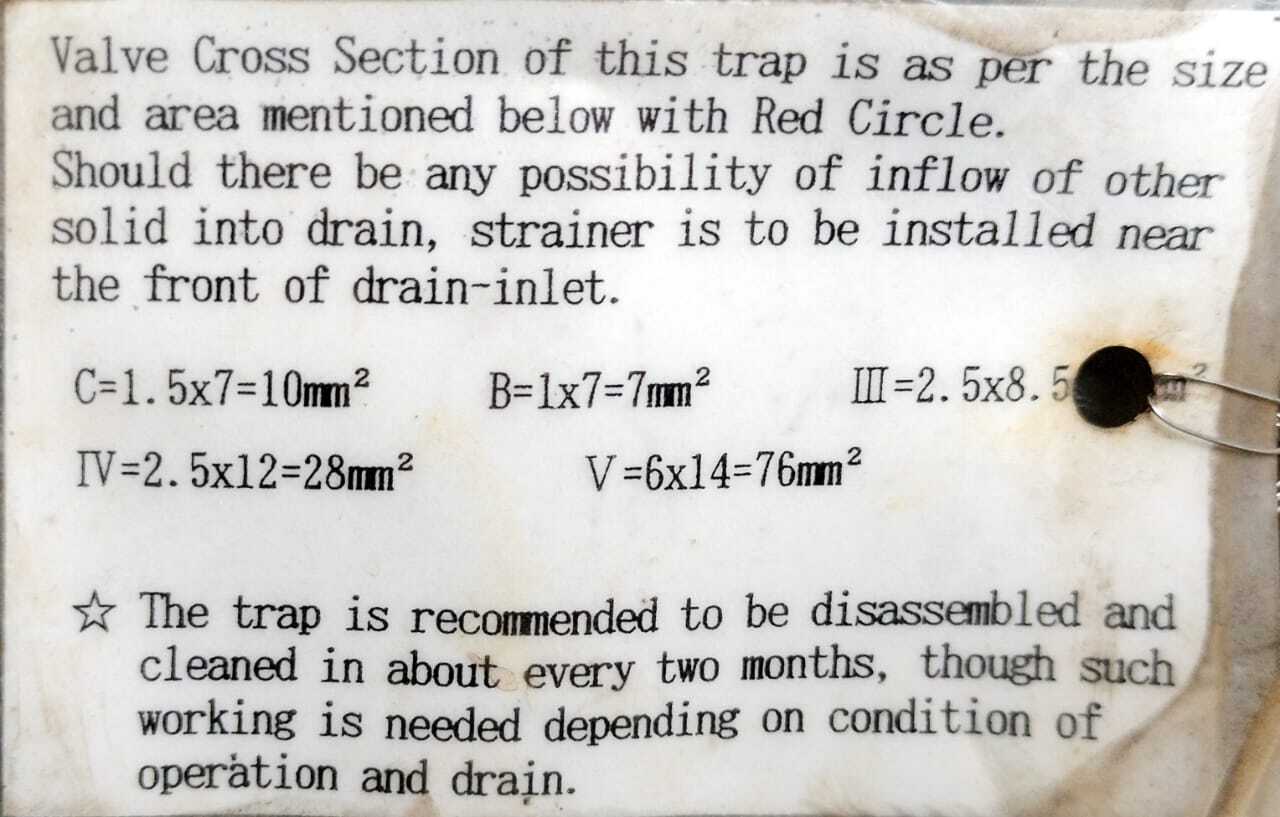 Valve Cross Section of this trap is as per the size
and area mentioned below with Red Circle.
Should there be any possibility of inflow of other
solid into drain, strainer is to be installed near
the front of drain-inlet.
C=1.5x7=10mm² B=1x7=7mm² III=2.5x8.5
IV=2.5x12=28mm² V=6x14=76mm²
☆ The trap is recommended to be disassembled and
cleaned in about every two months, though such
working is needed depending on condition of
operation and drain.